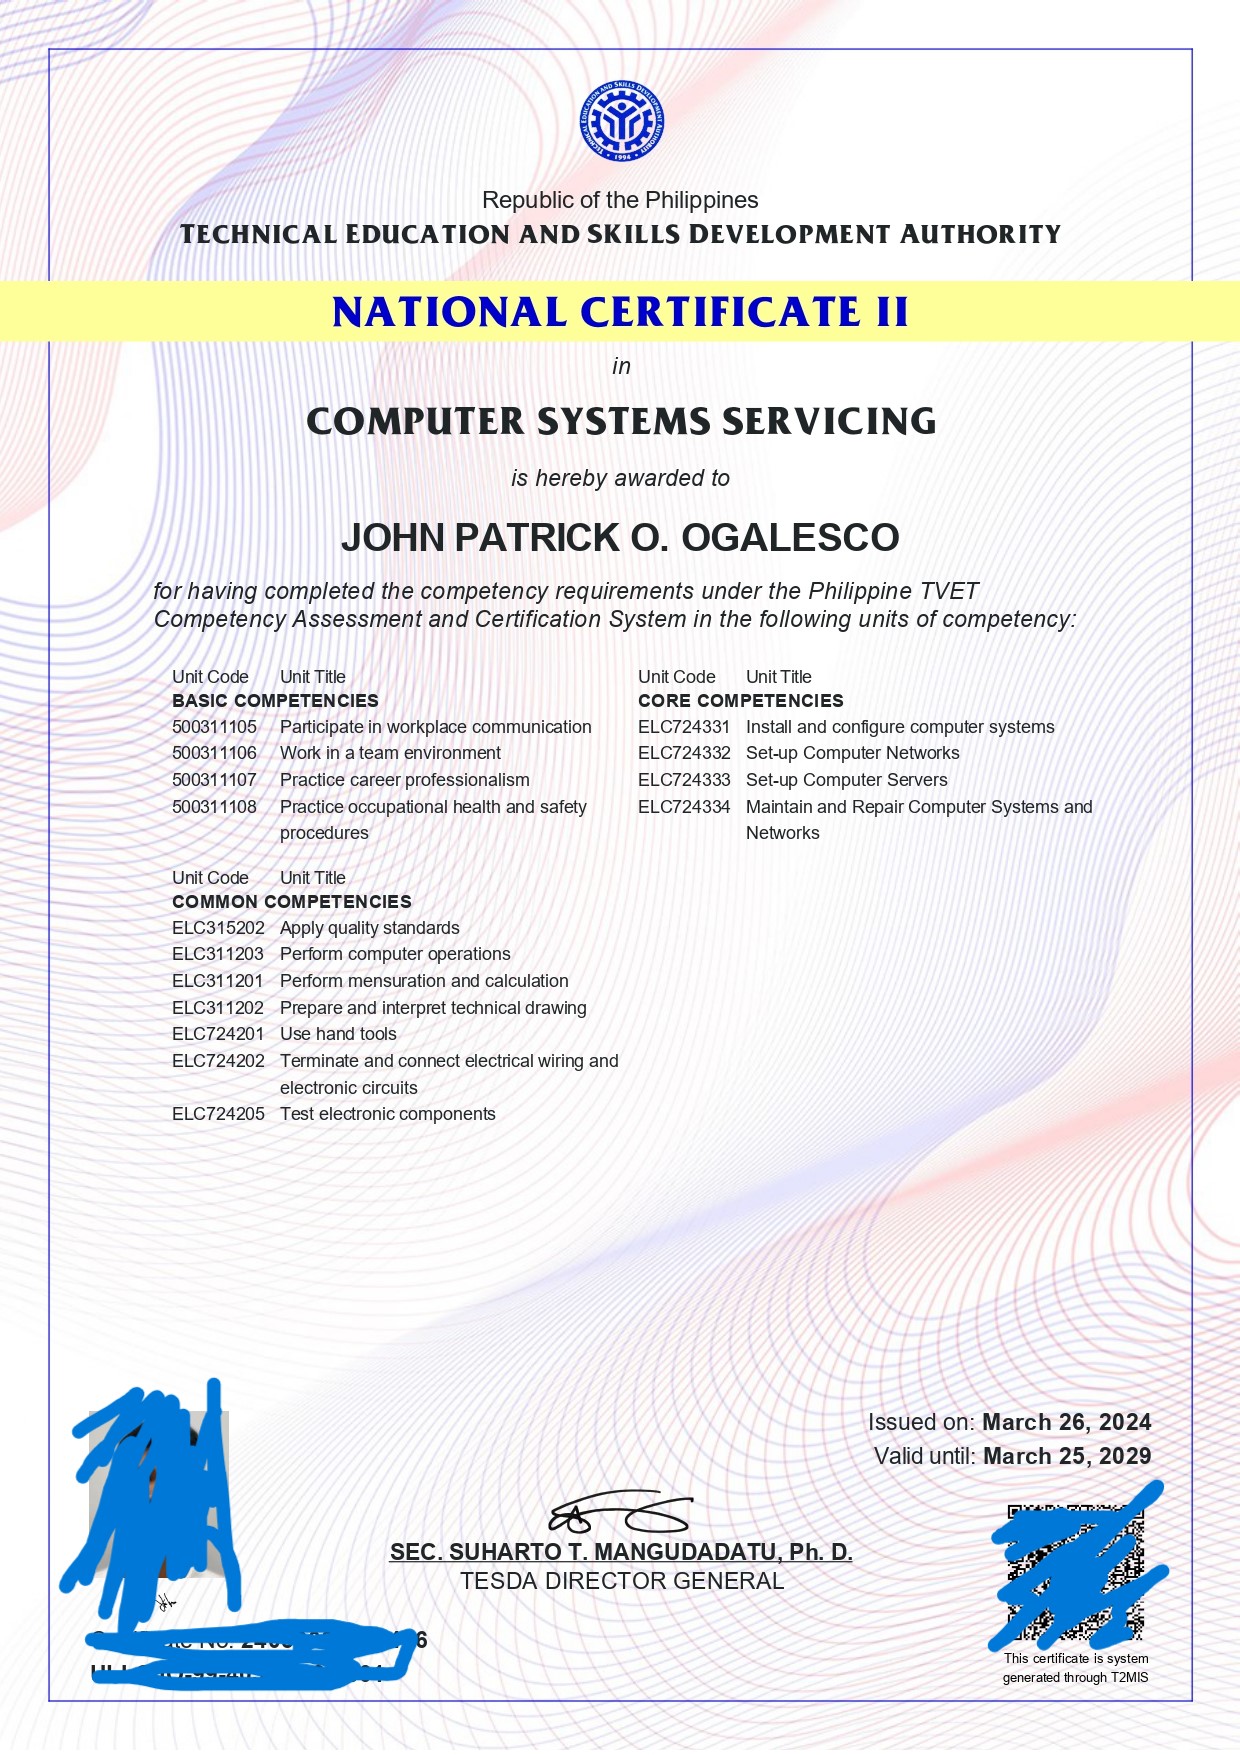 TECHNICAL EDUCATION AND SKILLS DEVELOPMENT AUTHORITY
1994
Republic of the Philippines
TECHNICAL EDUCATION AND SKILLS DEVELOPMENT AUTHORITY
NATIONAL CERTIFICATE II
in
COMPUTER SYSTEMS SERVICING
is hereby awarded to
JOHN PATRICK O. OGALESCO
for having completed the competency requirements under the Philippine TVET
Competency Assessment and Certification System in the following units of competency:
Unit Code Unit Title
BASIC COMPETENCIES
500311105 Participate in workplace communication
500311106 Work in a team environment
500311107 Practice career professionalism
500311108 Practice occupational health and safety
procedures
Unit Code Unit Title
COMMON COMPETENCIES
ELC315202 Apply quality standards
ELC311203 Perform computer operations
ELC311201 Perform mensuration and calculation
ELC311202 Prepare and interpret technical drawing
ELC724201 Use hand tools
ELC724202 Terminate and connect electrical wiring and
electronic circuits
ELC724205 Test electronic components
Unit Code Unit Title
CORE COMPETENCIES
ELC724331 Install and configure computer systems
ELC724332 Set-up Computer Networks
ELC724333 Set-up Computer Servers
ELC724334 Maintain and Repair Computer Systems and
Networks
Issued on: March 26, 2024
Valid until: March 25, 2029
SEC. SUHARTO T. MANGUDADATU, Ph. D.
TESDA DIRECTOR GENERAL
No.
This certificate is system
generated through T2MIS